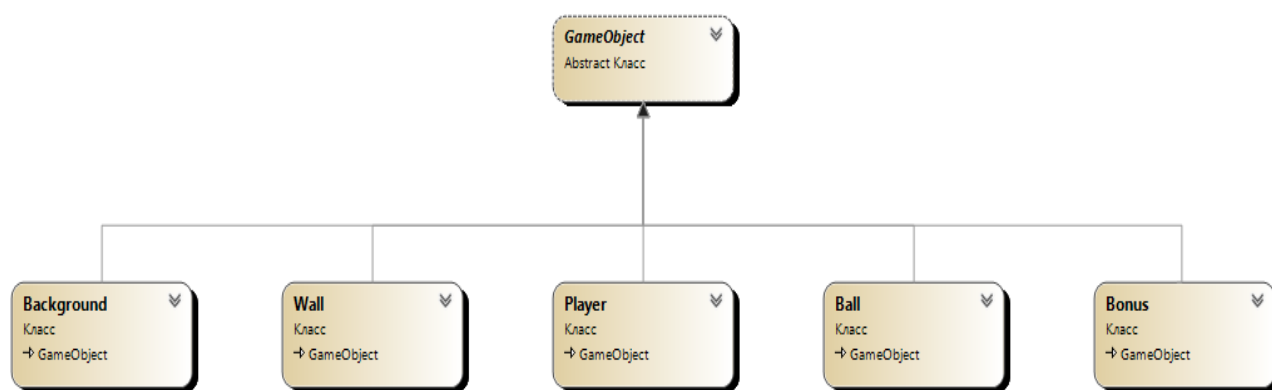 GameObject
Abstract Класс
Background
Класс
GameObject
Wall
Класс
GameObject
Player
Класс
GameObject
Ball
Класс
GameObject
Bonus
Класс
GameObject